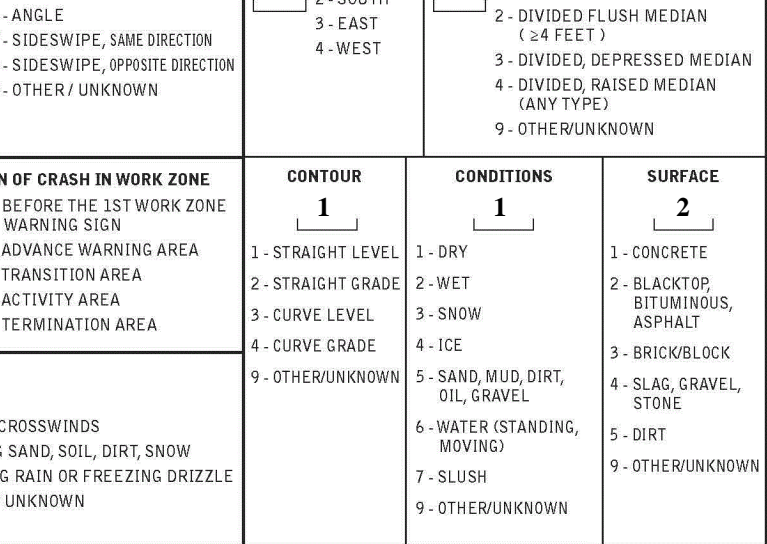 - ANGLE
- SIDESWIPE, SAME DIRECTION
- SIDESWIPE, OPPOSITE DIRECTION
- OTHER / UNKNOWN
2 - SOUTH
3 - EAST
4 - WEST
2 - DIVIDED FLUSH MEDIAN
( ≥4 FEET )
3 - DIVIDED, DEPRESSED MEDIAN
4 - DIVIDED, RAISED MEDIAN
(ANY TYPE)
9 - OTHER/UNKNOWN
N OF CRASH IN WORK ZONE
BEFORE THE 1ST WORK ZONE
WARNING SIGN
ADVANCE WARNING AREA
TRANSITION AREA
ACTIVITY AREA
TERMINATION AREA
CROSSWINDS
G SAND, SOIL, DIRT, SNOW
G RAIN OR FREEZING DRIZZLE
UNKNOWN
CONTOUR
1
1 - STRAIGHT LEVEL
2 - STRAIGHT GRADE
3 - CURVE LEVEL
4 - CURVE GRADE
9 - OTHER/UNKNOWN
CONDITIONS
1
1 - DRY
2 - WET
3 - SNOW
4 - ICE
5 - SAND, MUD, DIRT,
OIL, GRAVEL
6 - WATER (STANDING,
MOVING)
7 - SLUSH
9 - OTHER/UNKNOWN
SURFACE
2
1 - CONCRETE
2 - BLACKTOP,
BITUMINOUS,
ASPHALT
3 - BRICK/BLOCK
4 - SLAG, GRAVEL,
STONE
5 - DIRT
9 - OTHER/UNKNOWN